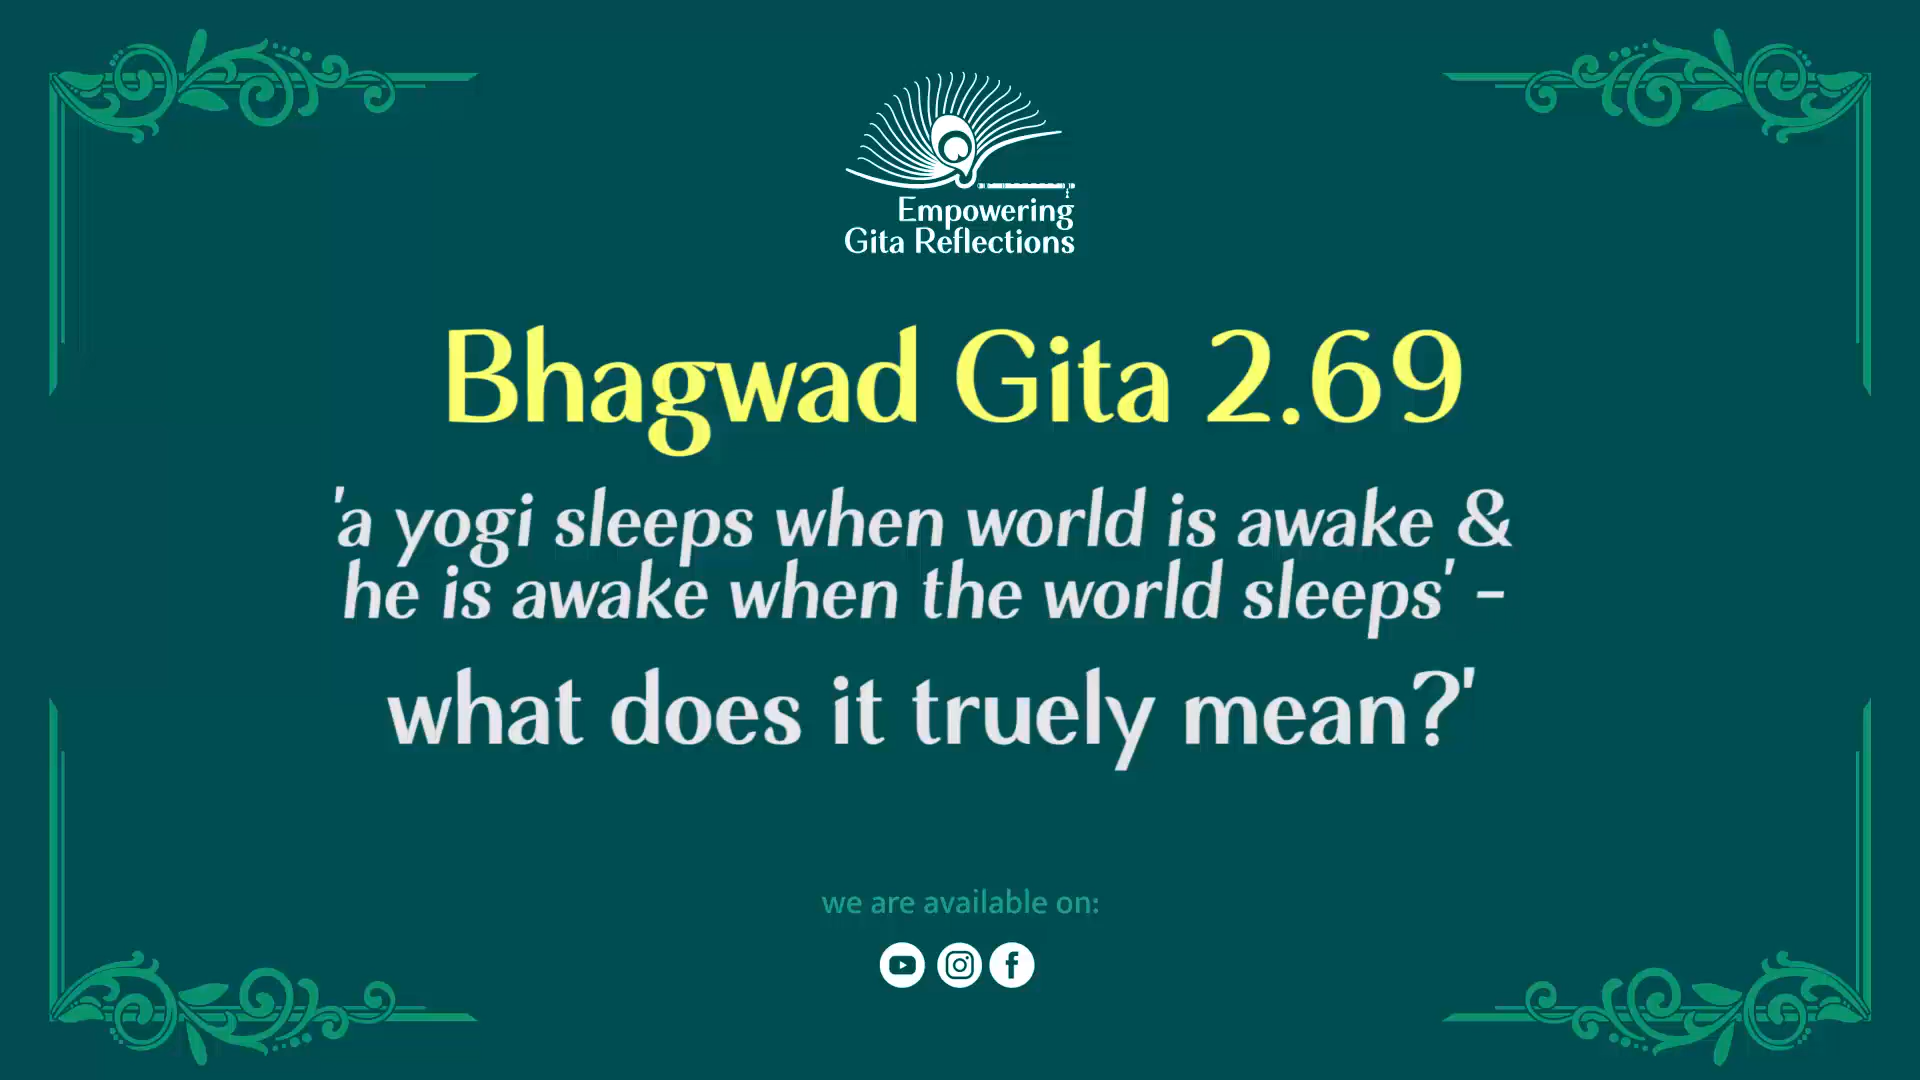 Empowering
Gita Reflections
Bhagwad Gita 2.69
'a yogi sleeps when world is awake &
he is awake when the world sleeps' –
what does it truely mean?'
we are available on: